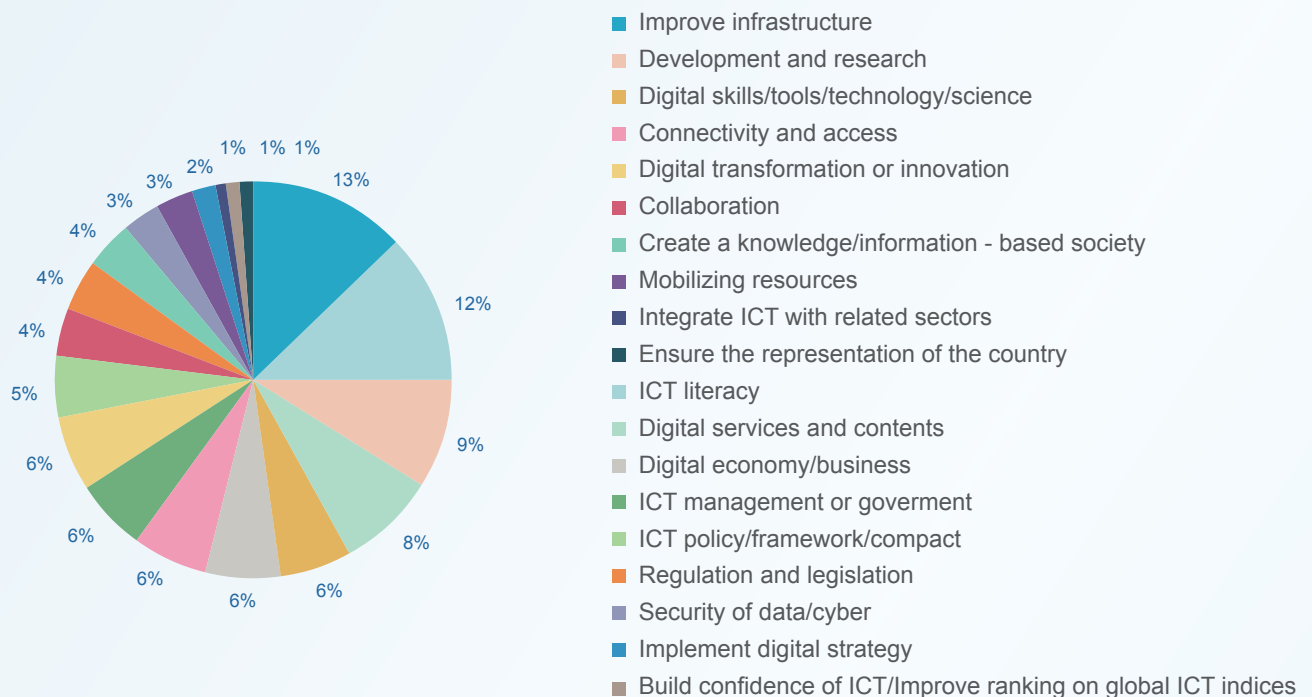 Improve infrastructure
Development and research
Digital skills/tools/technology/science
Connectivity and access
Digital transformation or innovation
Collaboration
Create a knowledge/information - based society
Mobilizing resources
Integrate ICT with related sectors
Ensure the representation of the country
ICT literacy
Digital services and contents
Digital economy/business
ICT management or goverment
ICT policy/framework/compact
Regulation and legislation
Security of data/cyber
Implement digital strategy
Build confidence of ICT/Improve ranking on global ICT indices
13%
12%
9%
8%
6%
6%
6%
6%
6%
5%
4%
4%
4%
3%
3%
2%
1%
1%
1%